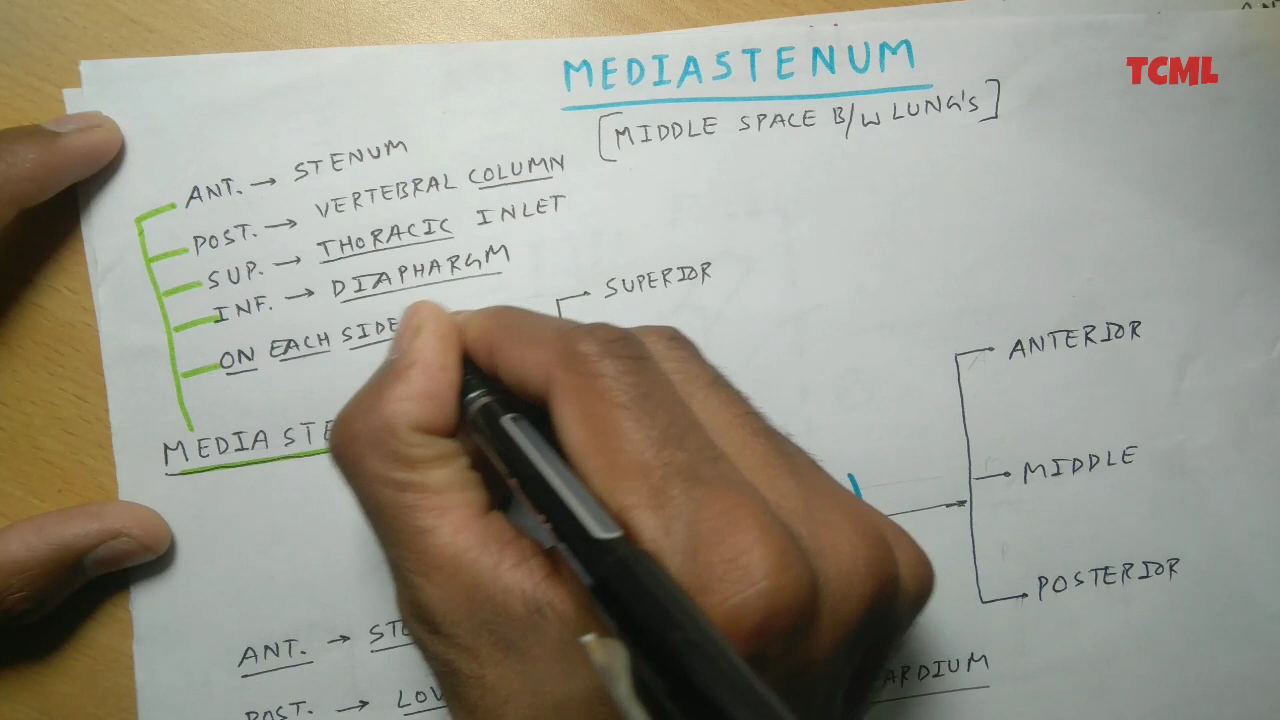 MEDIASTENUM
TCML
[MIDDLE SPACE B/W LUNG'S]
ANT. → STENUM
POST. → VERTEBRAL COLUMN
SUP. → THORACIC INLET
INF. → DIAPHARGM
ON EACH SIDE
SUPERIOR
ANTERIOR
MIDDLE
POSTERIOR
ANT. →
POST. →